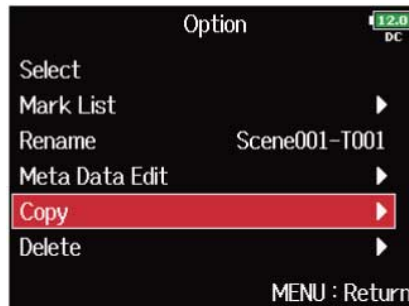 Option
12.0
DC
Select
Mark List
Rename Scene001-T001
Meta Data Edit
Copy
Delete
MENU : Return